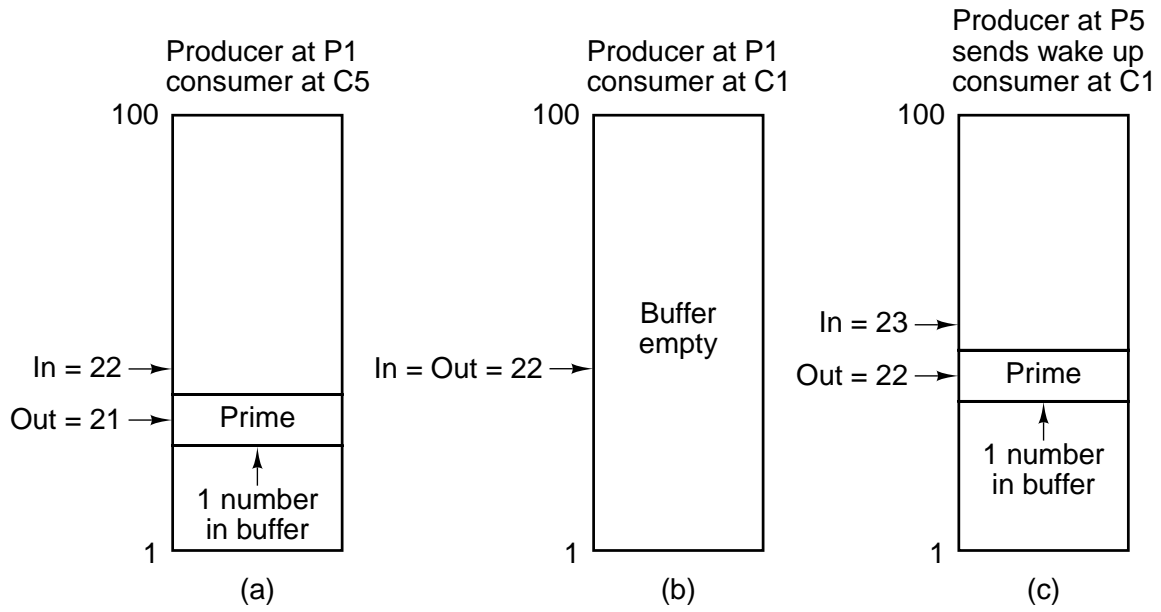 Producer at P1
consumer at C5
100
In = 22
Out = 21
Prime
1 number
in buffer
1
(a)
Producer at P1
consumer at C1
100
Buffer
empty
In = Out = 22
1
(b)
Producer at P5
sends wake up
consumer at C1
100
In = 23
Out = 22
Prime
1 number
in buffer
1
(c)